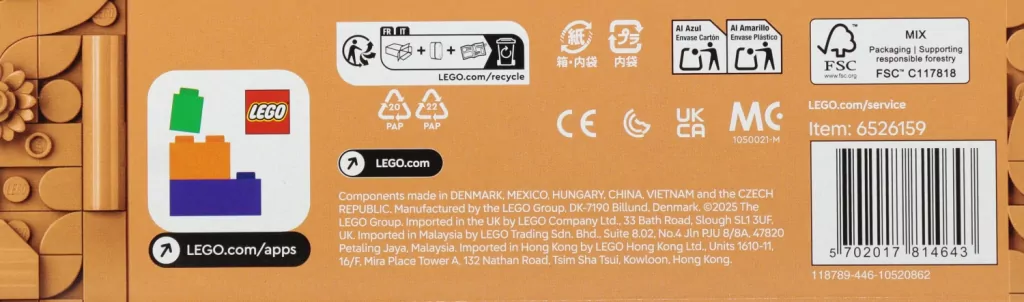 LEGO
LEGO.com/apps
FR IT
LEGO.com/recycle
20
PAP
22
PAP
LEGO.com
紙
箱・内袋
プラ
内袋
Al Azul
Envase Cartón
Al Amarillo
Envase Plástico
CE
UK
CA
1050021-M
FSC
www.fsc.org
MIX
Packaging | Supporting
responsible forestry
FSC™ C117818
LEGO.com/service
Item: 6526159
Components made in DENMARK, MEXICO, HUNGARY, CHINA, VIETNAM and the CZECH
REPUBLIC. Manufactured by the LEGO Group. DK-7190 Billund, Denmark. ©2025 The
LEGO Group. Imported in the UK by LEGO Company Ltd., 33 Bath Road, Slough SL1 3UF.
UK. Imported in Malaysia by LEGO Trading Sdn. Bhd., Suite 8.02, No.4 Jln PJU 8/8A, 47820
Petaling Jaya, Malaysia. Imported in Hong Kong by LEGO Hong Kong Ltd., Units 1610-11,
16/F, Mira Place Tower A, 132 Nathan Road, Tsim Sha Tsui, Kowloon, Hong Kong.
5 702017 814643
118789-446-10520862